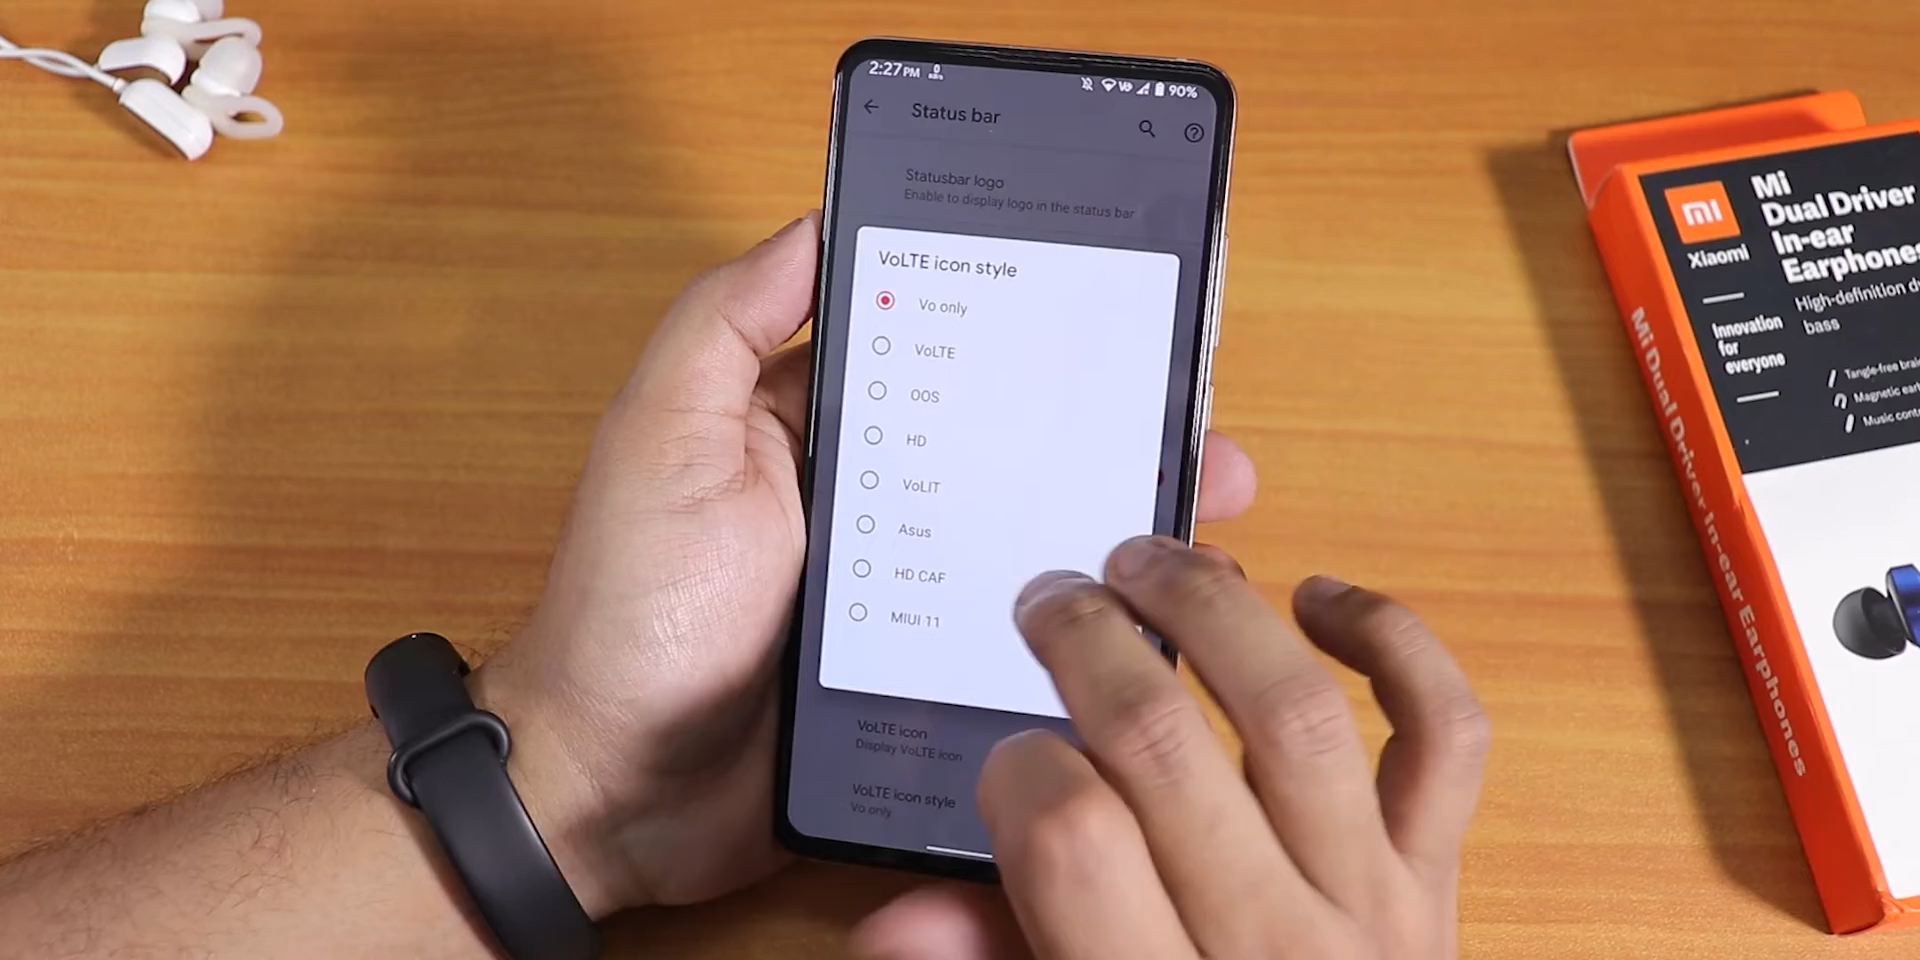 2:27 PM
0
KB/s
Vo
90%
Status bar
Statusbar logo
Enable to display logo in the status bar
VoLTE icon style
Vo only
VoLTE
OOS
HD
VoLIT
Asus
HD CAF
MIUI 11
VoLTE icon
Display VoLTE icon
VoLTE icon style
Vo only
mi
Xiaomi
Innovation
for
everyone
Mi
Dual Driver
In-ear
Earphones
High-definition
bass
Tangle-free
Magnetic
Music
Mi Dual Driver In-ear Earphones